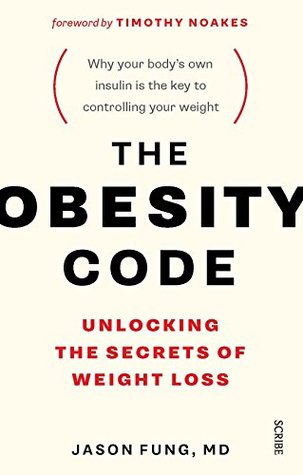 foreword by TIMOTHY NOAKES
Why your body's own
insulin is the key to
controlling your weight
THE
OBESITY
CODE
UNLOCKING
THE SECRETS OF
WEIGHT LOSS
JASON FUNG, MD
SCRIBE